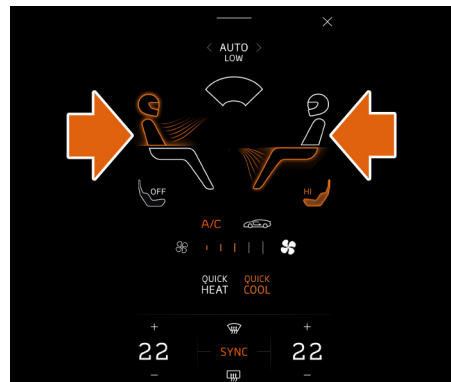 AUTO
LOW
OFF
HI
A/C
QUICK HEAT
QUICK COOL
+ +
22 SYNC 22
- -